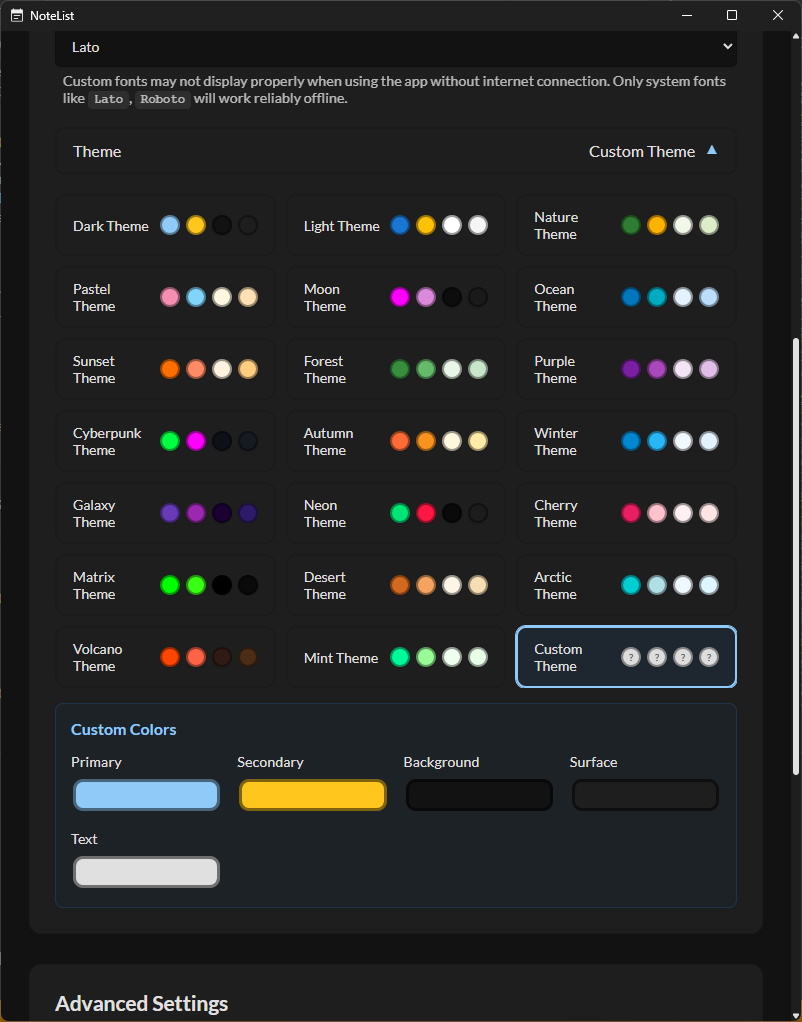 NoteList
Lato
Custom fonts may not display properly when using the app without internet connection. Only system fonts
like Lato, Roboto will work reliably offline.
Theme
Custom Theme ▲
Dark Theme
Light Theme
Nature
Theme
Pastel
Theme
Moon
Theme
Ocean
Theme
Sunset
Theme
Forest
Theme
Purple
Theme
Cyberpunk
Theme
Autumn
Theme
Winter
Theme
Galaxy
Theme
Neon
Theme
Cherry
Theme
Matrix
Theme
Desert
Theme
Arctic
Theme
Volcano
Theme
Mint Theme
Custom
Theme
? ? ? ?
Custom Colors
Primary
Secondary
Background
Surface
Text
Advanced Settings